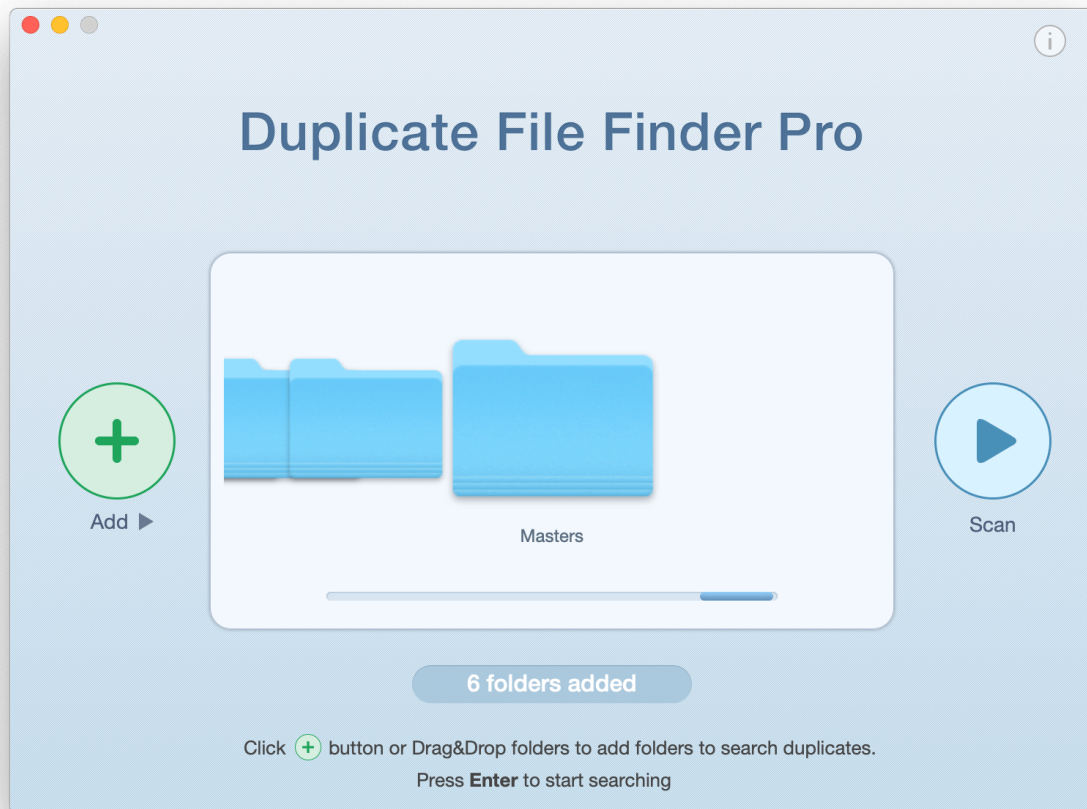 Duplicate File Finder Pro
Masters
Add
Scan
6 folders added
Click + button or Drag&Drop folders to add folders to search duplicates.
Press Enter to start searching